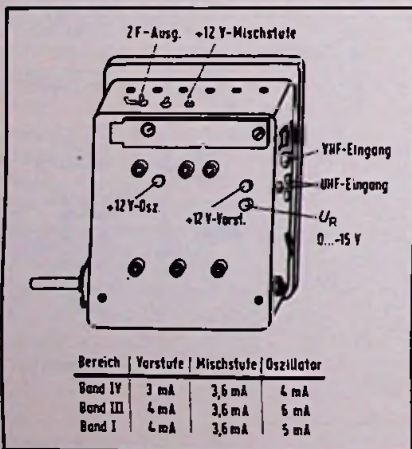 ZF-Ausg. +12 V-Mischstufe
VHF-Eingang
UHF-Eingang
+12 V-Osz.
+12 V-Vorst.
U_R
0...-15 V
Bereich | Vorstufe | Mischstufe | Oszillator
Band IV 3 mA 3,6 mA 4 mA
Band III 4 mA 3,6 mA 6 mA
Band I 4 mA 3,6 mA 5 mA